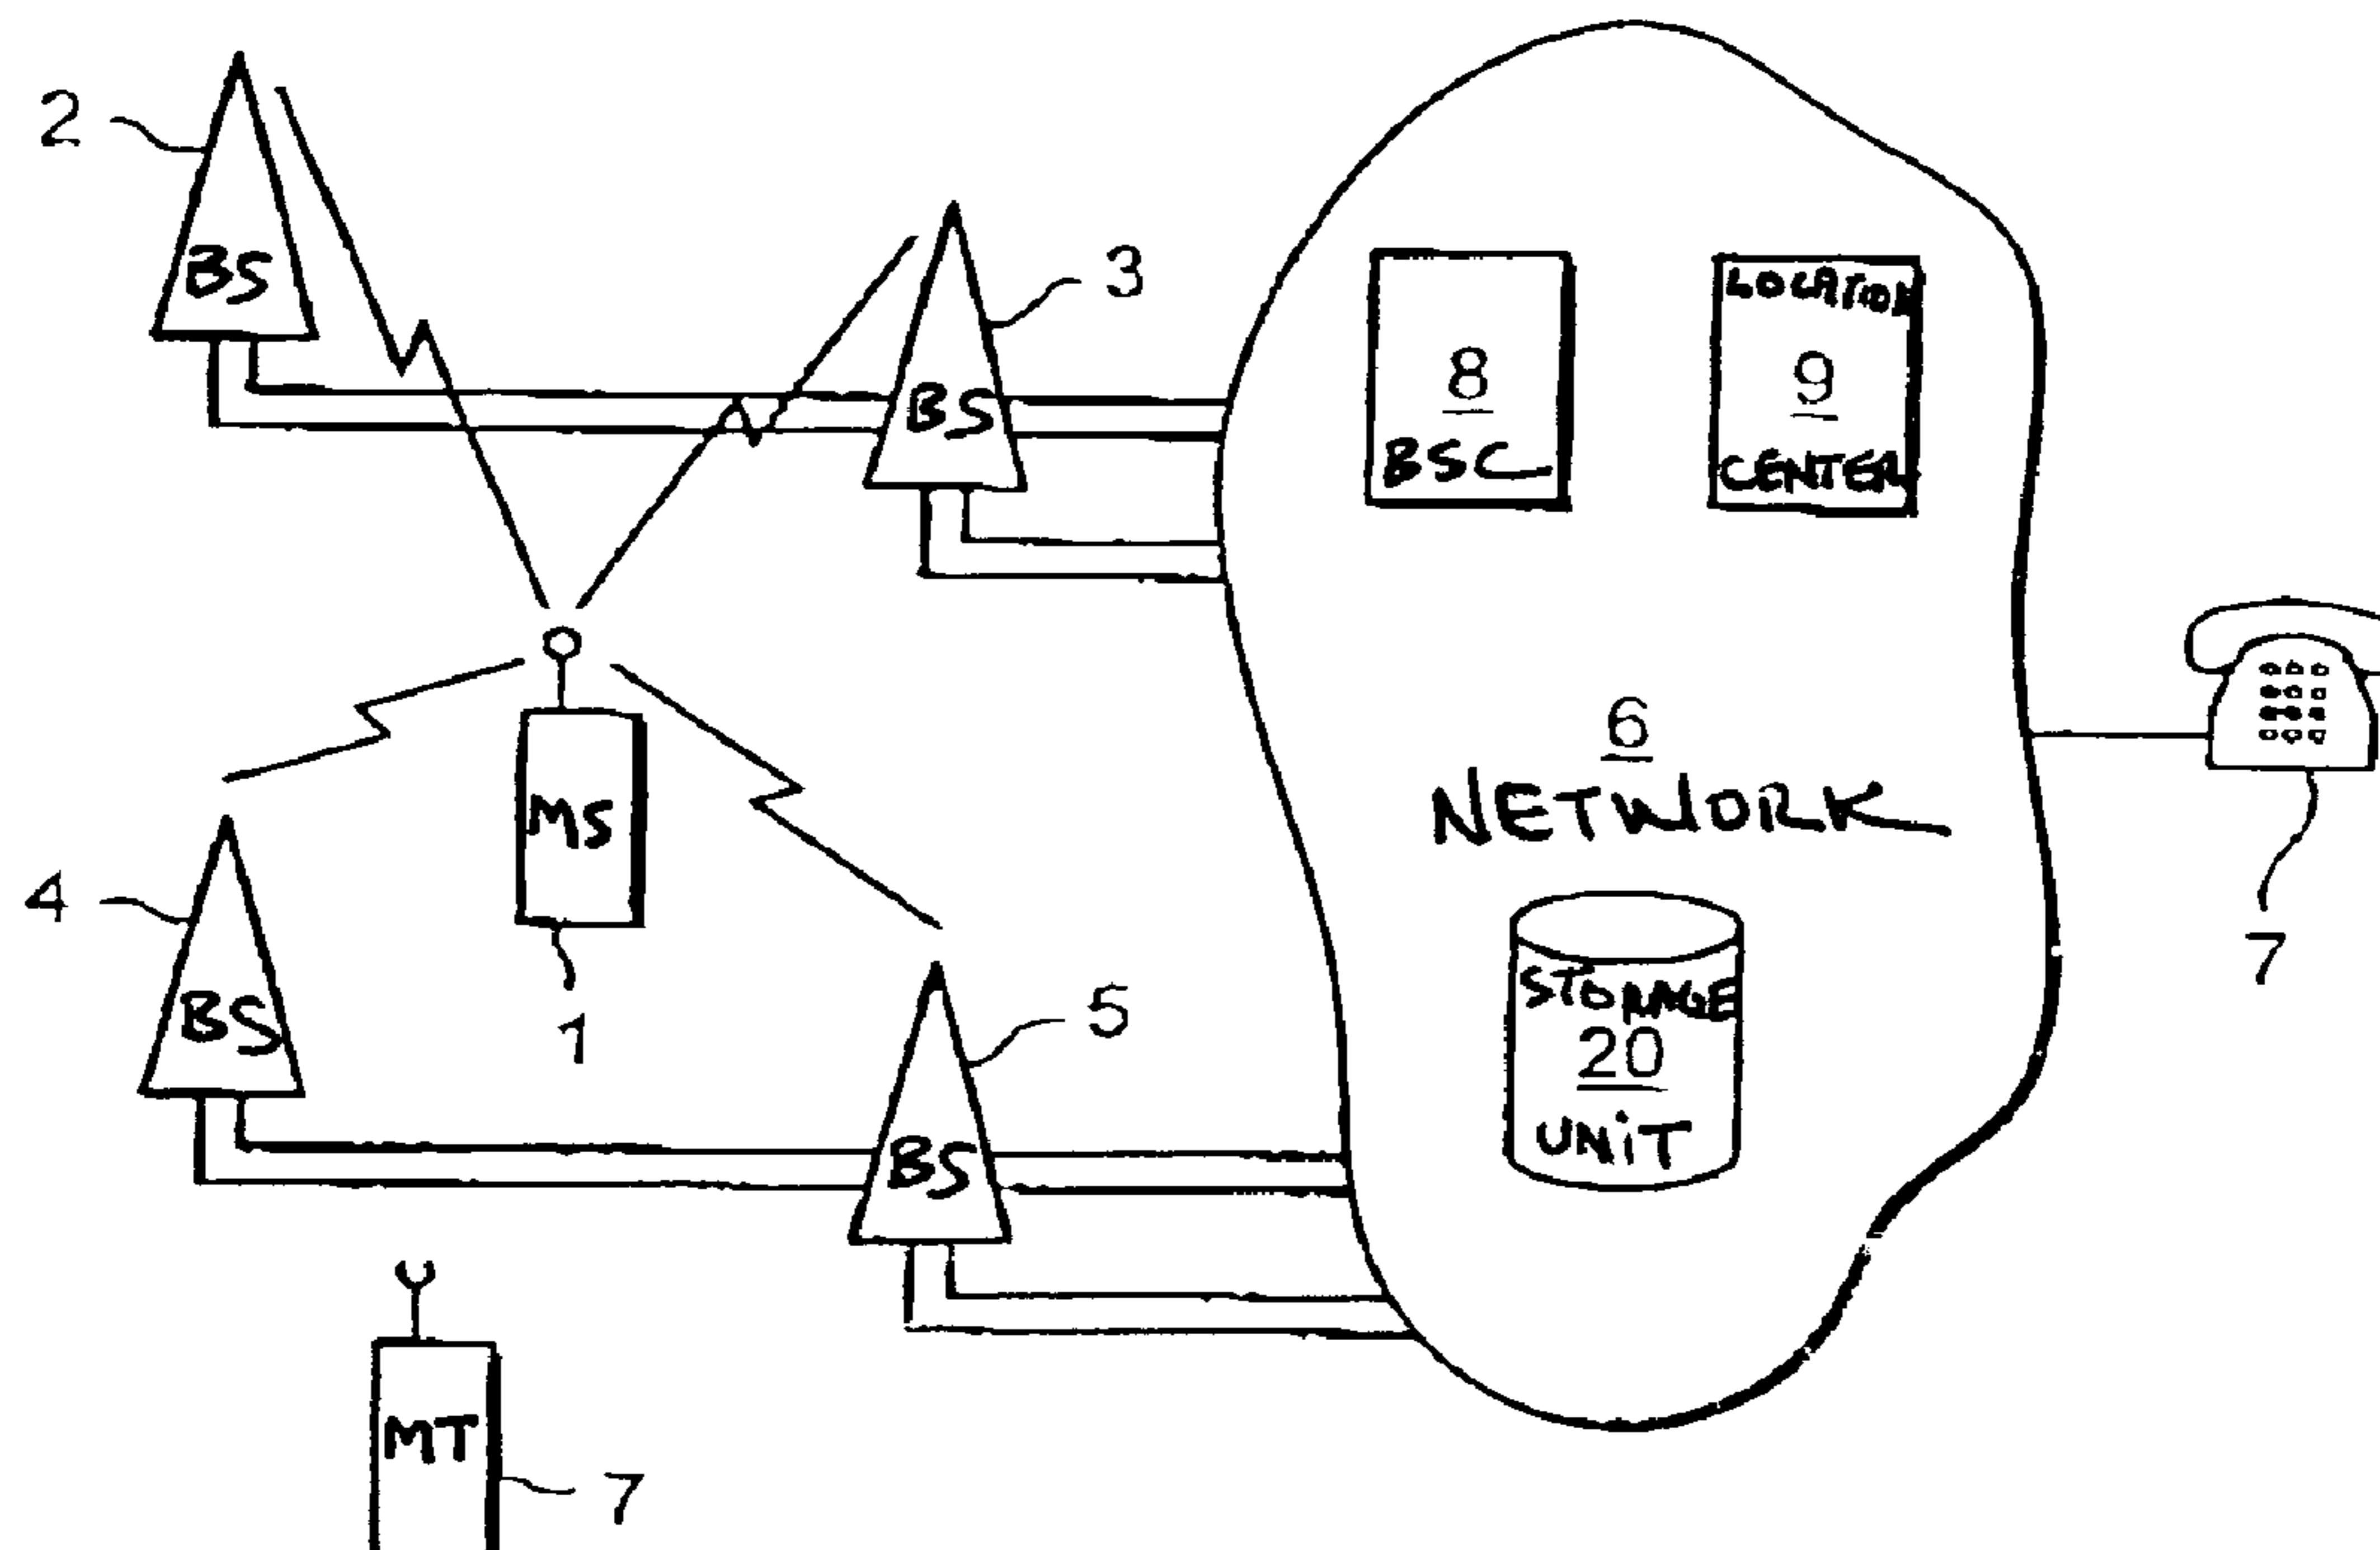 2
BS
BS
3
8
BSC
LOCATION
9
CENTER
6
NETWORK
MS
1
4
BS
5
BS
STORAGE
20
UNiT
7
MT
7